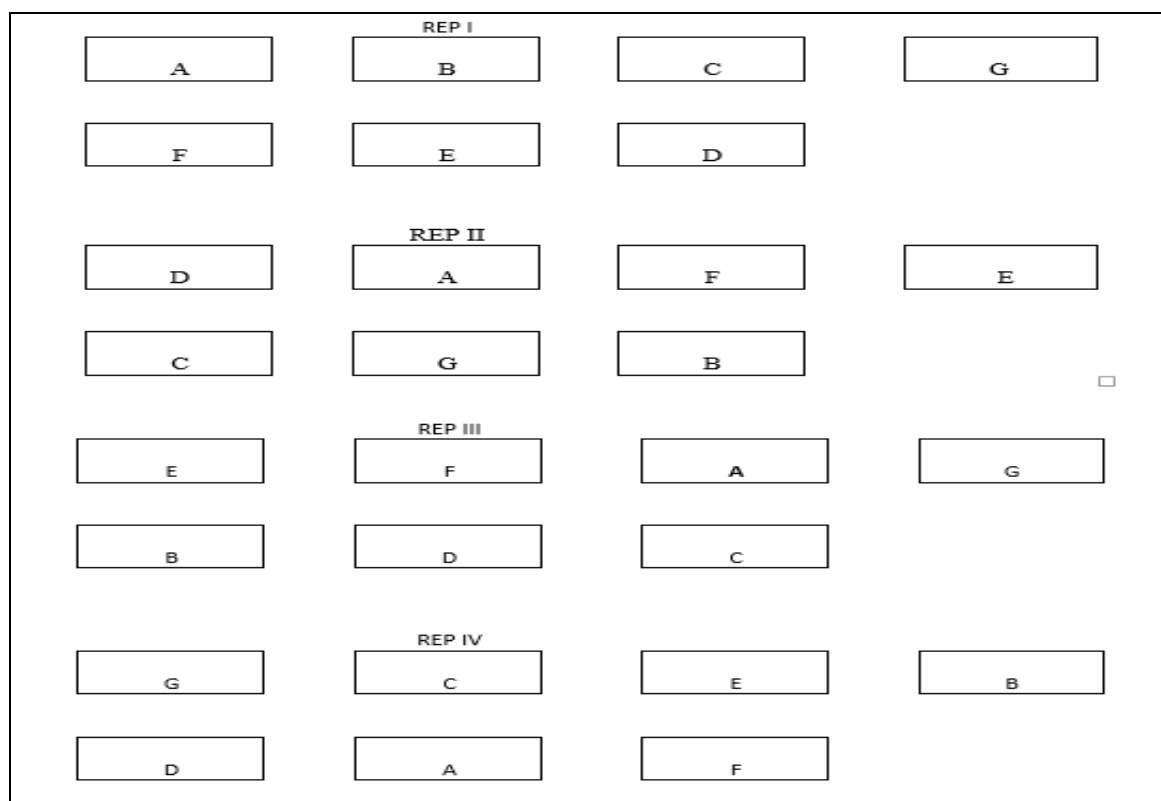 REP I
A B C G
F E D
REP II
D A F E
C G B
REP III
E F A G
B D C
REP IV
G C E B
D A F